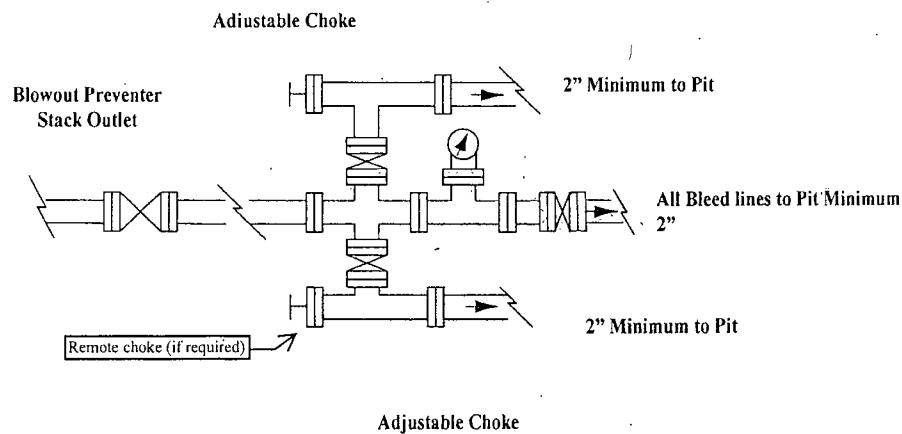 Adjustable Choke
2” Minimum to Pit
Blowout Preventer
Stack Outlet
All Bleed lines to Pit Minimum
2”
2” Minimum to Pit
Remote choke (if required)
Adjustable Choke